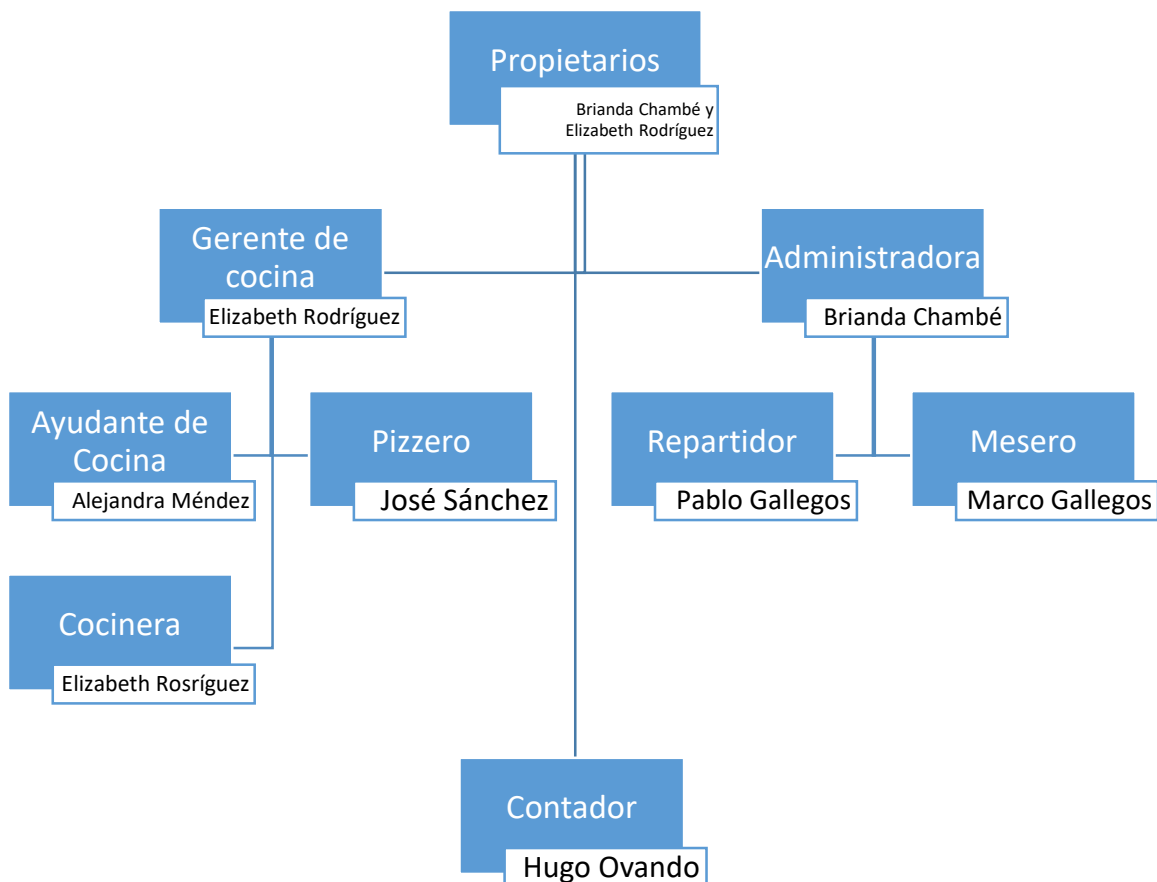 Propietarios
Brianda Chambé y
Elizabeth Rodríguez
Gerente de
cocina
Elizabeth Rodríguez
Administradora
Brianda Chambé
Ayudante de
Cocina
Alejandra Méndez
Pizzero
José Sánchez
Repartidor
Pablo Gallegos
Mesero
Marco Gallegos
Cocinera
Elizabeth Rosríguez
Contador
Hugo Ovando